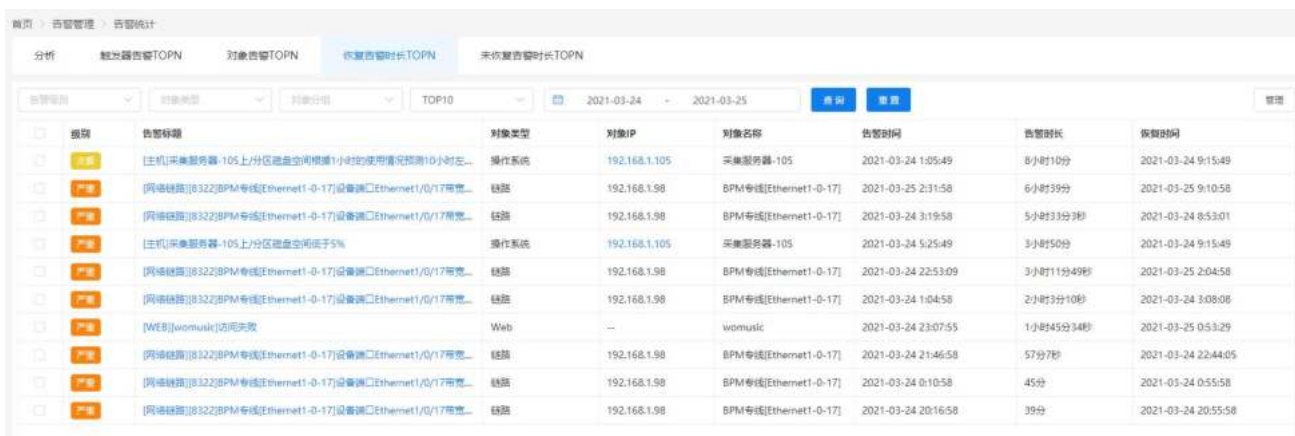 首页 > 告警管理 > 告警统计
分析 触发器告警TOPN 对象告警TOPN 恢复告警时长TOPN 未恢复告警时长TOPN
告警级别 对象类型 对象分组 TOP10 2021-03-24 - 2021-03-25 查询 重置 管理
级别 告警标题 对象类型 对象IP 对象名称 告警时间 告警时长 恢复时间
[主机]采集服务器-105上/分区磁盘空间根据1小时的使用情况预测10小时左... 操作系统 192.168.1.105 采集服务器-105 2021-03-24 1:05:49 8小时10分 2021-03-24 9:15:49
严重 [网络链路][8322]BPM专线[Ethernet1-0-17]设备端口Ethernet1/0/17带宽... 链路 192.168.1.98 BPM专线[Ethernet1-0-17] 2021-03-25 2:31:58 6小时39分 2021-03-25 9:10:58
严重 [网络链路][8322]BPM专线[Ethernet1-0-17]设备端口Ethernet1/0/17带宽... 链路 192.168.1.98 BPM专线[Ethernet1-0-17] 2021-03-24 3:19:58 5小时33分3秒 2021-03-24 8:53:01
严重 [主机]采集服务器-105上/分区磁盘空间低于5% 操作系统 192.168.1.105 采集服务器-105 2021-03-24 5:25:49 3小时50分 2021-03-24 9:15:49
严重 [网络链路][8322]BPM专线[Ethernet1-0-17]设备端口Ethernet1/0/17带宽... 链路 192.168.1.98 BPM专线[Ethernet1-0-17] 2021-03-24 22:53:09 3小时11分49秒 2021-03-25 2:04:58
严重 [网络链路][8322]BPM专线[Ethernet1-0-17]设备端口Ethernet1/0/17带宽... 链路 192.168.1.98 BPM专线[Ethernet1-0-17] 2021-03-24 1:04:58 2小时3分10秒 2021-03-24 3:08:08
严重 [WEB][womusic]访问失败 Web -- womusic 2021-03-24 23:07:55 1小时45分34秒 2021-03-25 0:53:29
严重 [网络链路][8322]BPM专线[Ethernet1-0-17]设备端口Ethernet1/0/17带宽... 链路 192.168.1.98 BPM专线[Ethernet1-0-17] 2021-03-24 21:46:58 57分7秒 2021-03-24 22:44:05
严重 [网络链路][8322]BPM专线[Ethernet1-0-17]设备端口Ethernet1/0/17带宽... 链路 192.168.1.98 BPM专线[Ethernet1-0-17] 2021-03-24 0:10:58 45分 2021-03-24 0:55:58
严重 [网络链路][8322]BPM专线[Ethernet1-0-17]设备端口Ethernet1/0/17带宽... 链路 192.168.1.98 BPM专线[Ethernet1-0-17] 2021-03-24 20:16:58 39分 2021-03-24 20:55:58